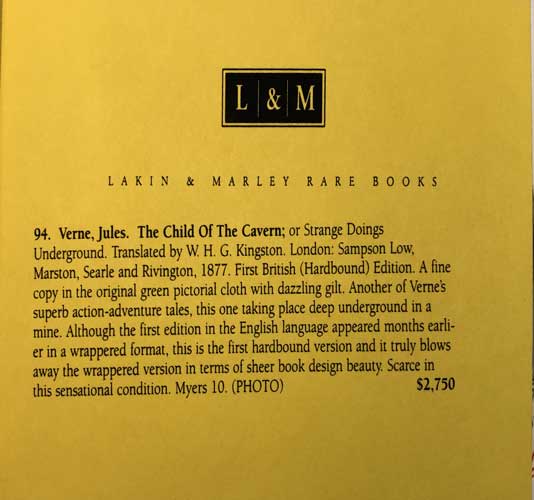 L & M
LAKIN & MARLEY RARE BOOKS
94. Verne, Jules. The Child Of The Cavern; or Strange Doings
Underground. Translated by W. H. G. Kingston. London: Sampson Low,
Marston, Searle and Rivington, 1877. First British (Hardbound) Edition. A fine
copy in the original green pictorial cloth with dazzling gilt. Another of Verne's
superb action-adventure tales, this one taking place deep underground in a
mine. Although the first edition in the English language appeared months earli-
er in a wrappered format, this is the first hardbound version and it truly blows
away the wrappered version in terms of sheer book design beauty. Scarce in
this sensational condition. Myers 10. (PHOTO) $2,750